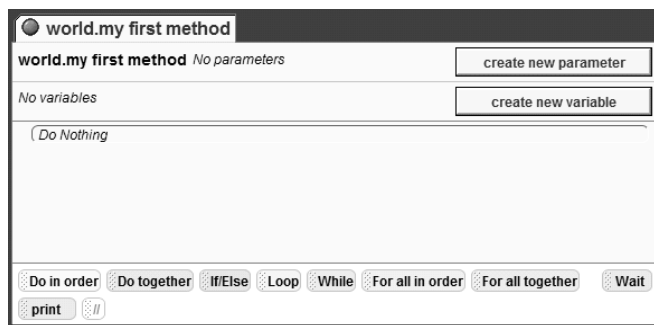 world.my first method
world.my first method No parameters
create new parameter
No variables
create new variable
Do Nothing
Do in order Do together If/Else Loop While For all in order For all together Wait
print //